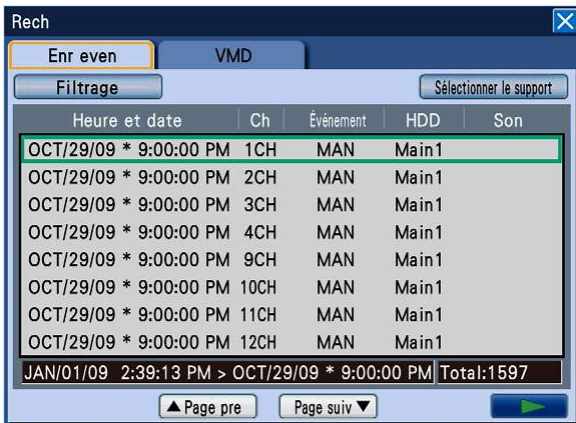 Rech
Enr even VMD
Filtrage Sélectionner le support
Heure et date Ch Événement HDD Son
OCT/29/09 * 9:00:00 PM 1CH MAN Main1
OCT/29/09 * 9:00:00 PM 2CH MAN Main1
OCT/29/09 * 9:00:00 PM 3CH MAN Main1
OCT/29/09 * 9:00:00 PM 4CH MAN Main1
OCT/29/09 * 9:00:00 PM 9CH MAN Main1
OCT/29/09 * 9:00:00 PM 10CH MAN Main1
OCT/29/09 * 9:00:00 PM 11CH MAN Main1
OCT/29/09 * 9:00:00 PM 12CH MAN Main1
JAN/01/09 2:39:13 PM > OCT/29/09 * 9:00:00 PM Total:1597
▲ Page pre Page suiv ▼